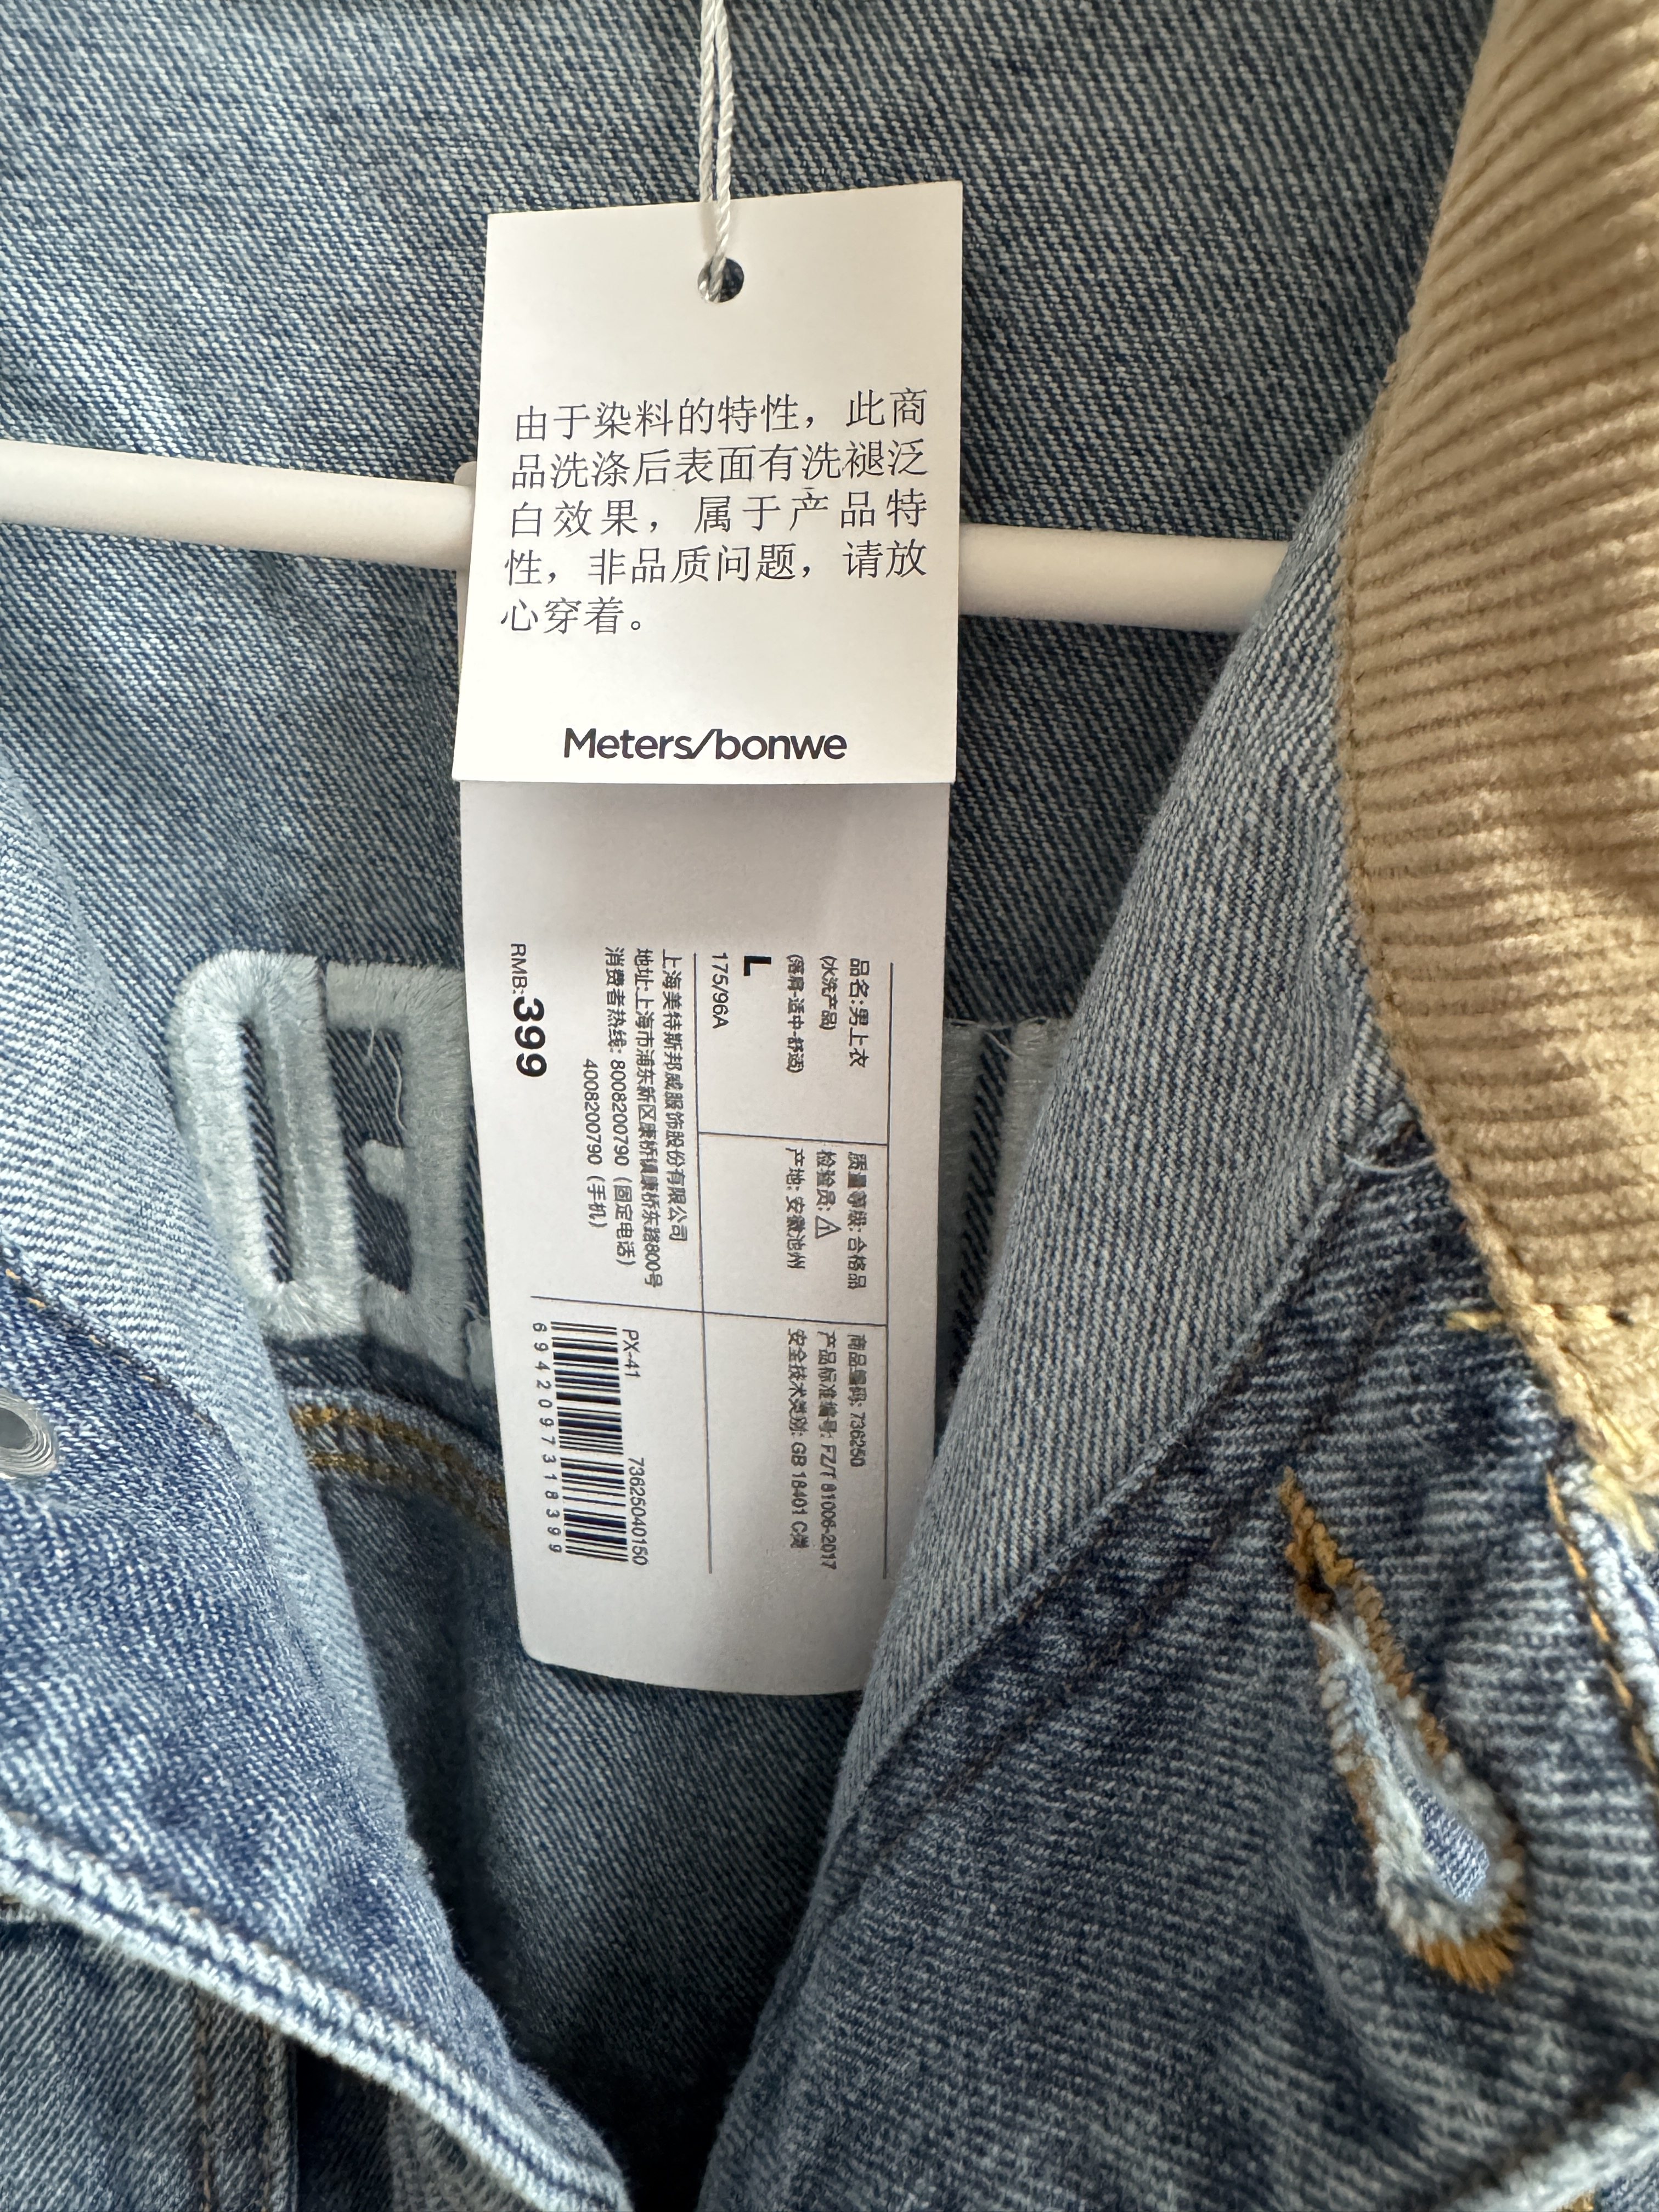 由于染料的特性，此商
品洗涤后表面有洗褪泛
白效果，属于产品特
性，非品质问题，请放
心穿着。
Meters/bonwe
品名:男上衣
(水洗产品)
(落肩-适中-舒适)
L
175/96A
质量等级: 合格品
检验员: 
产地: 安徽池州
商品编码: 736250
产品标准编号: FZ/T 81006-2017
安全技术类别: GB 18401 C类
上海美特斯邦威服饰股份有限公司
地址:上海市浦东新区康桥镇康桥东路800号
消费者热线: 8008200790 (固定电话)
4008200790 (手机)
RMB:399
PX-41
73625040150
6942097318399